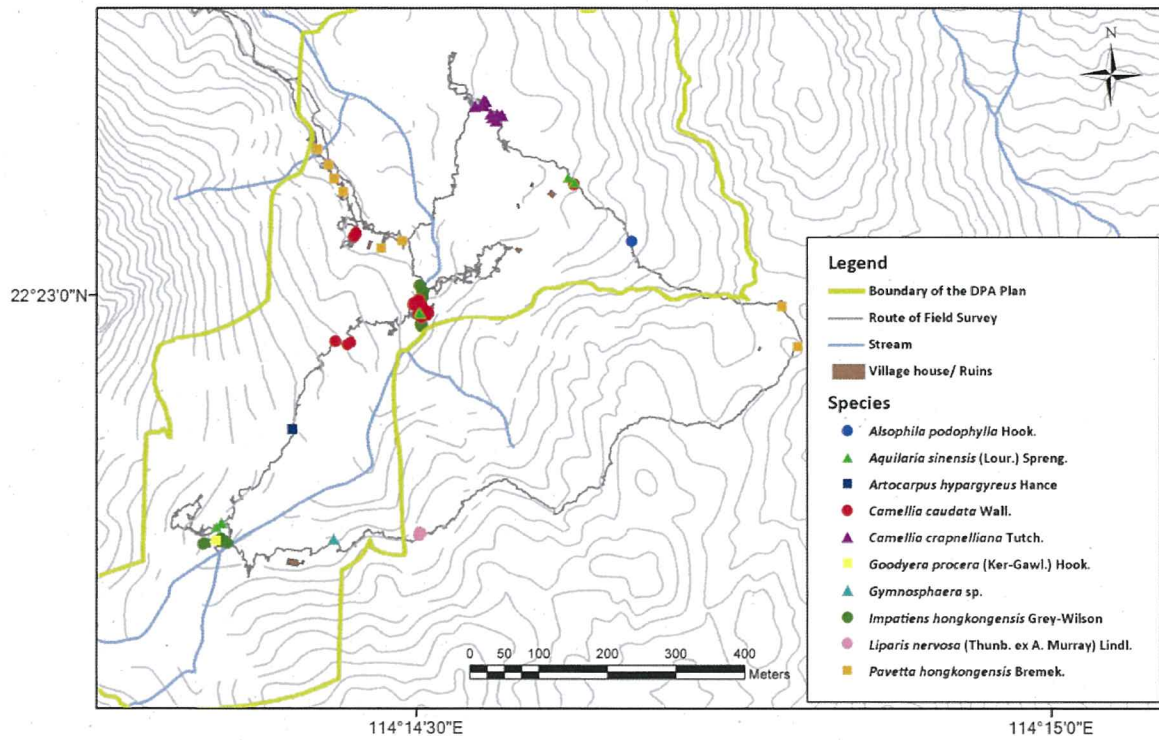 N
22°23'0"N
Legend
Boundary of the DPA Plan
Route of Field Survey
Stream
Village house/ Ruins
Species
Alsophila podophylla Hook.
Aquilaria sinensis (Lour.) Spreng.
Artocarpus hypargyreus Hance
Camellia caudata Wall.
Camellia crapnelliana Tutch.
Goodyera procera (Ker-Gawl.) Hook.
Gymnosphaera sp.
Impatiens hongkongensis Grey-Wilson
Liparis nervosa (Thunb. ex A. Murray) Lindl.
Pavetta hongkongensis Bremek.
0 50 100 200 300 400
Meters
114°14'30"E 114°15'0"E